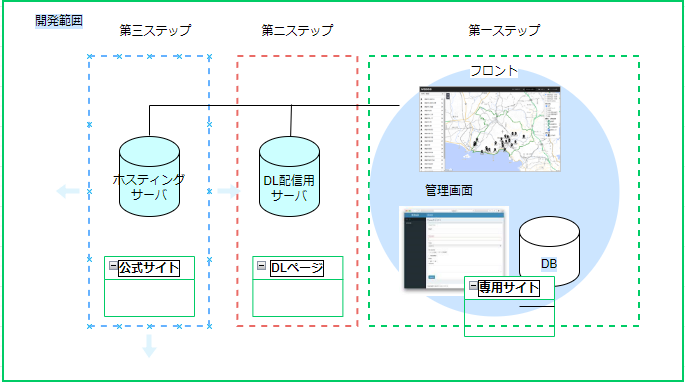 開発範囲
第三ステップ
第二ステップ
第一ステップ
フロント
ホスティング
サーバ
DL配信用
サーバ
管理画面
DB
公式サイト
DLページ
専用サイト